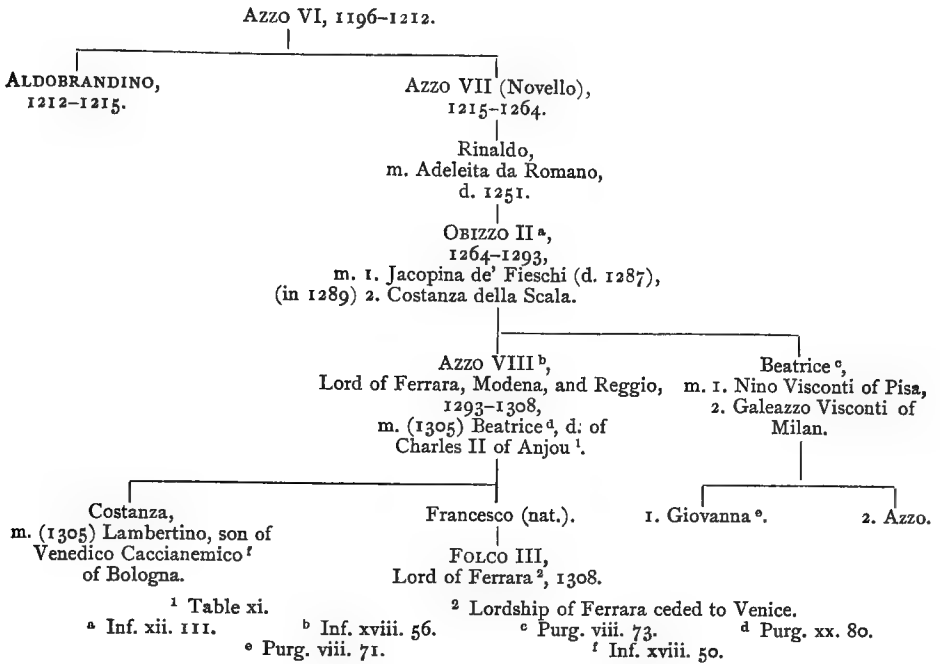 Azzo VI, 1196–1212.
Aldobrandino,
1212–1215.
Azzo VII (Novello),
1215–1264.
Rinaldo,
m. Adeleita da Romano,
d. 1251.
Obizzo II ᵃ,
1264–1293,
m. 1. Jacopina de’ Fieschi (d. 1287),
(in 1289) 2. Costanza della Scala.
Azzo VIII ᵇ,
Lord of Ferrara, Modena, and Reggio,
1293–1308,
m. (1305) Beatrice ᵈ, d. of
Charles II of Anjou ¹.
Beatrice ᶜ,
m. 1. Nino Visconti of Pisa,
2. Galeazzo Visconti of
Milan.
Costanza,
m. (1305) Lambertino, son of
Venedico Caccianemico ᶠ
of Bologna.
Francesco (nat.).
Folco III,
Lord of Ferrara ², 1308.
1. Giovanna ᵉ.
2. Azzo.
¹ Table xi. ² Lordship of Ferrara ceded to Venice.
ᵃ Inf. xii. 111. ᵇ Inf. xviii. 56. ᶜ Purg. viii. 73. ᵈ Purg. xx. 80.
ᵉ Purg. viii. 71. ᶠ Inf. xviii. 50.